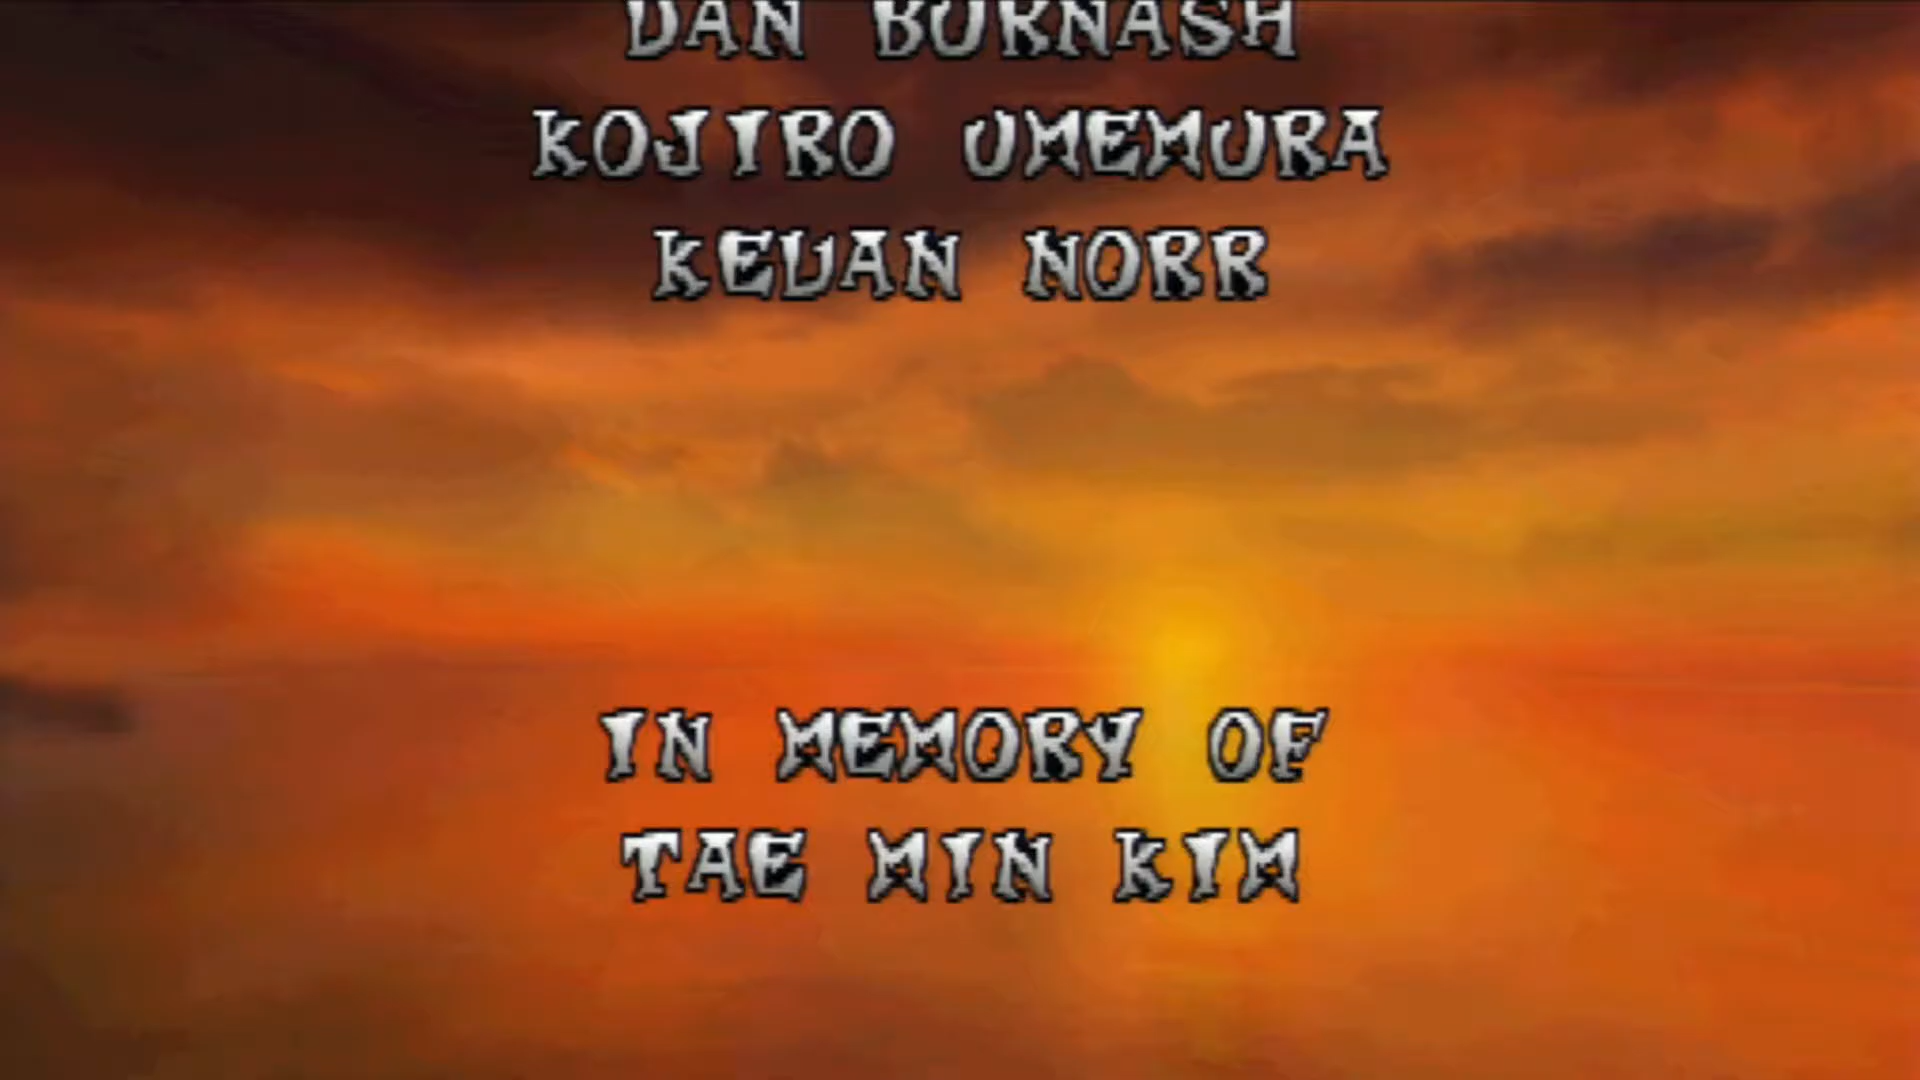 DAN BURNASH
KOJIRO UMEMURA
KEVAN NORR
IN MEMORY OF
TAE MIN KIM